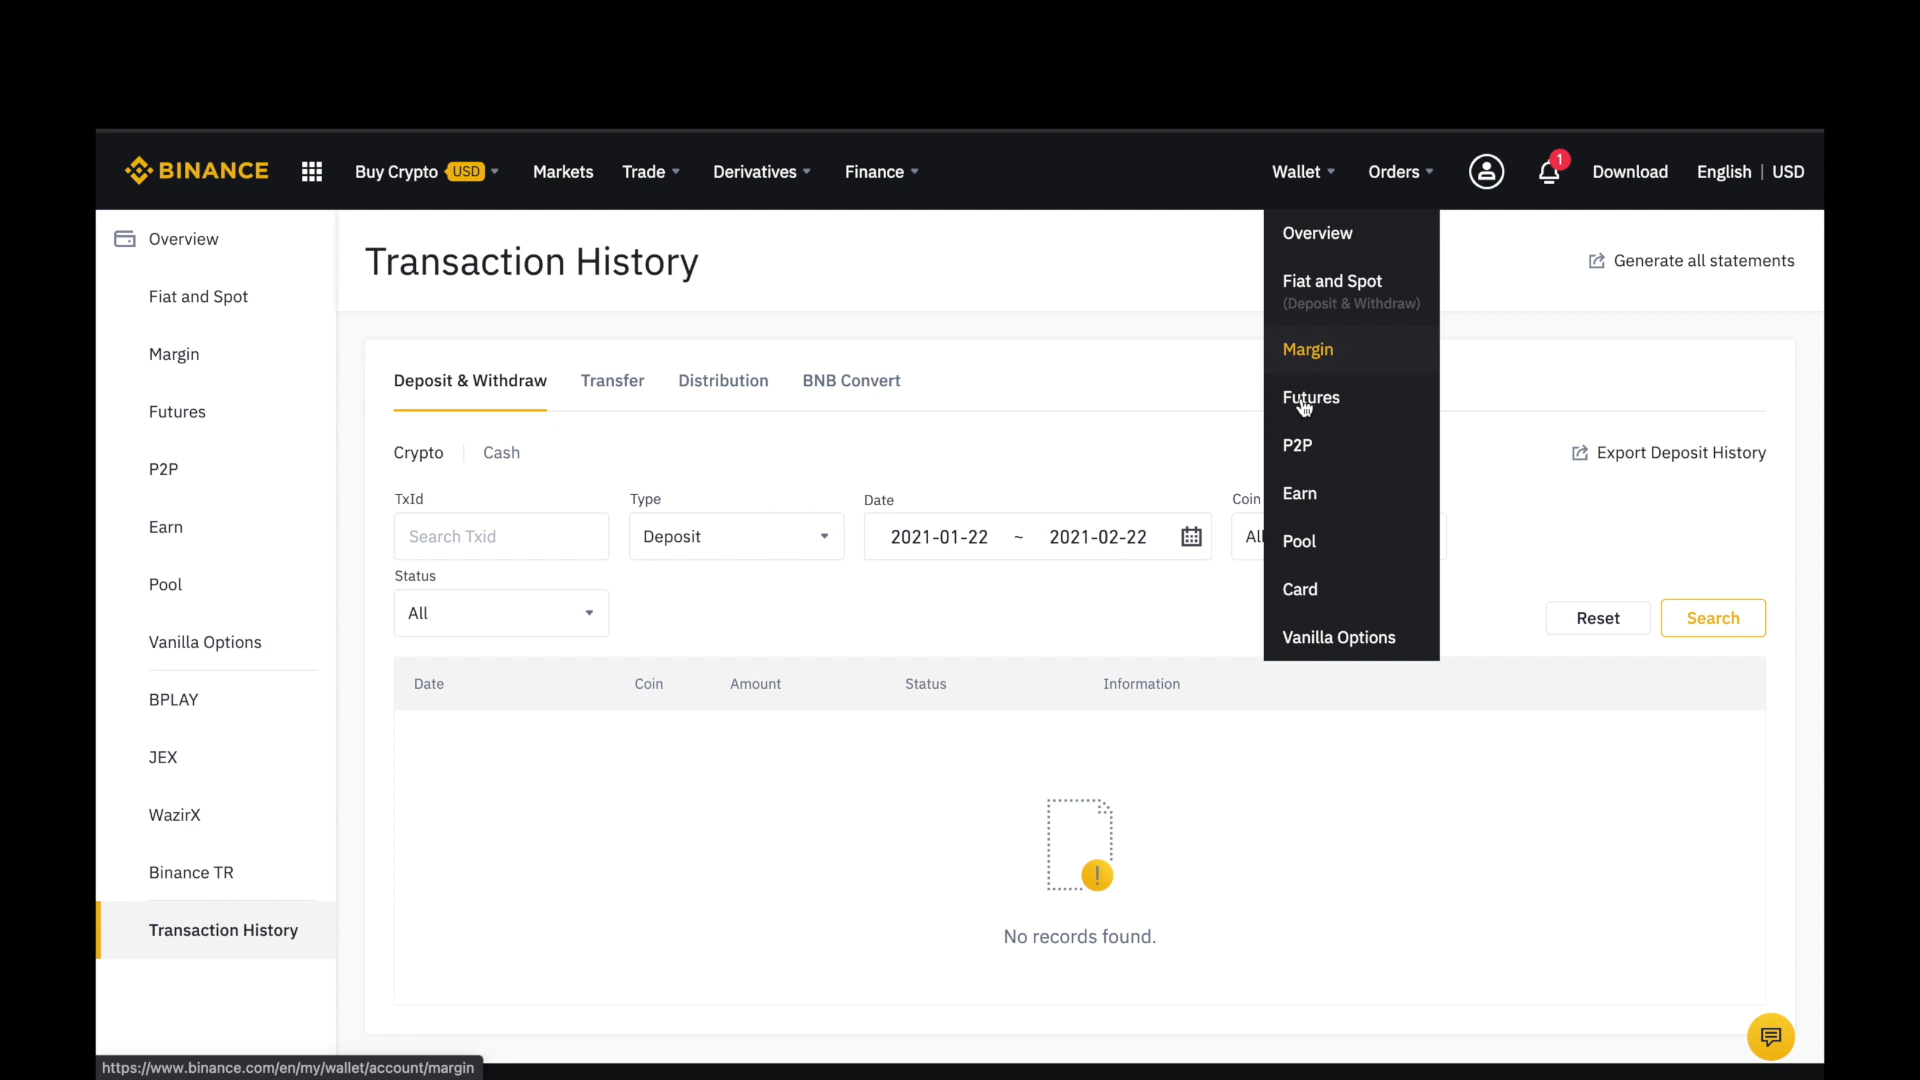 BINANCE
Buy Crypto USD
Markets
Trade
Derivatives
Finance
Wallet
Orders
1
Download
English | USD
Overview
Fiat and Spot
Margin
Futures
P2P
Earn
Pool
Vanilla Options
BPLAY
JEX
WazirX
Binance TR
Transaction History
Transaction History
Generate all statements
Overview
Fiat and Spot
(Deposit & Withdraw)
Margin
Futures
P2P
Earn
Pool
Card
Vanilla Options
Deposit & Withdraw
Transfer
Distribution
BNB Convert
Crypto
Cash
Export Deposit History
TxId
Type
Date
Coin
Search Txid
Deposit
2021-01-22 ~ 2021-02-22
All
Status
All
Reset
Search
Date
Coin
Amount
Status
Information
!
No records found.
https://www.binance.com/en/my/wallet/account/margin